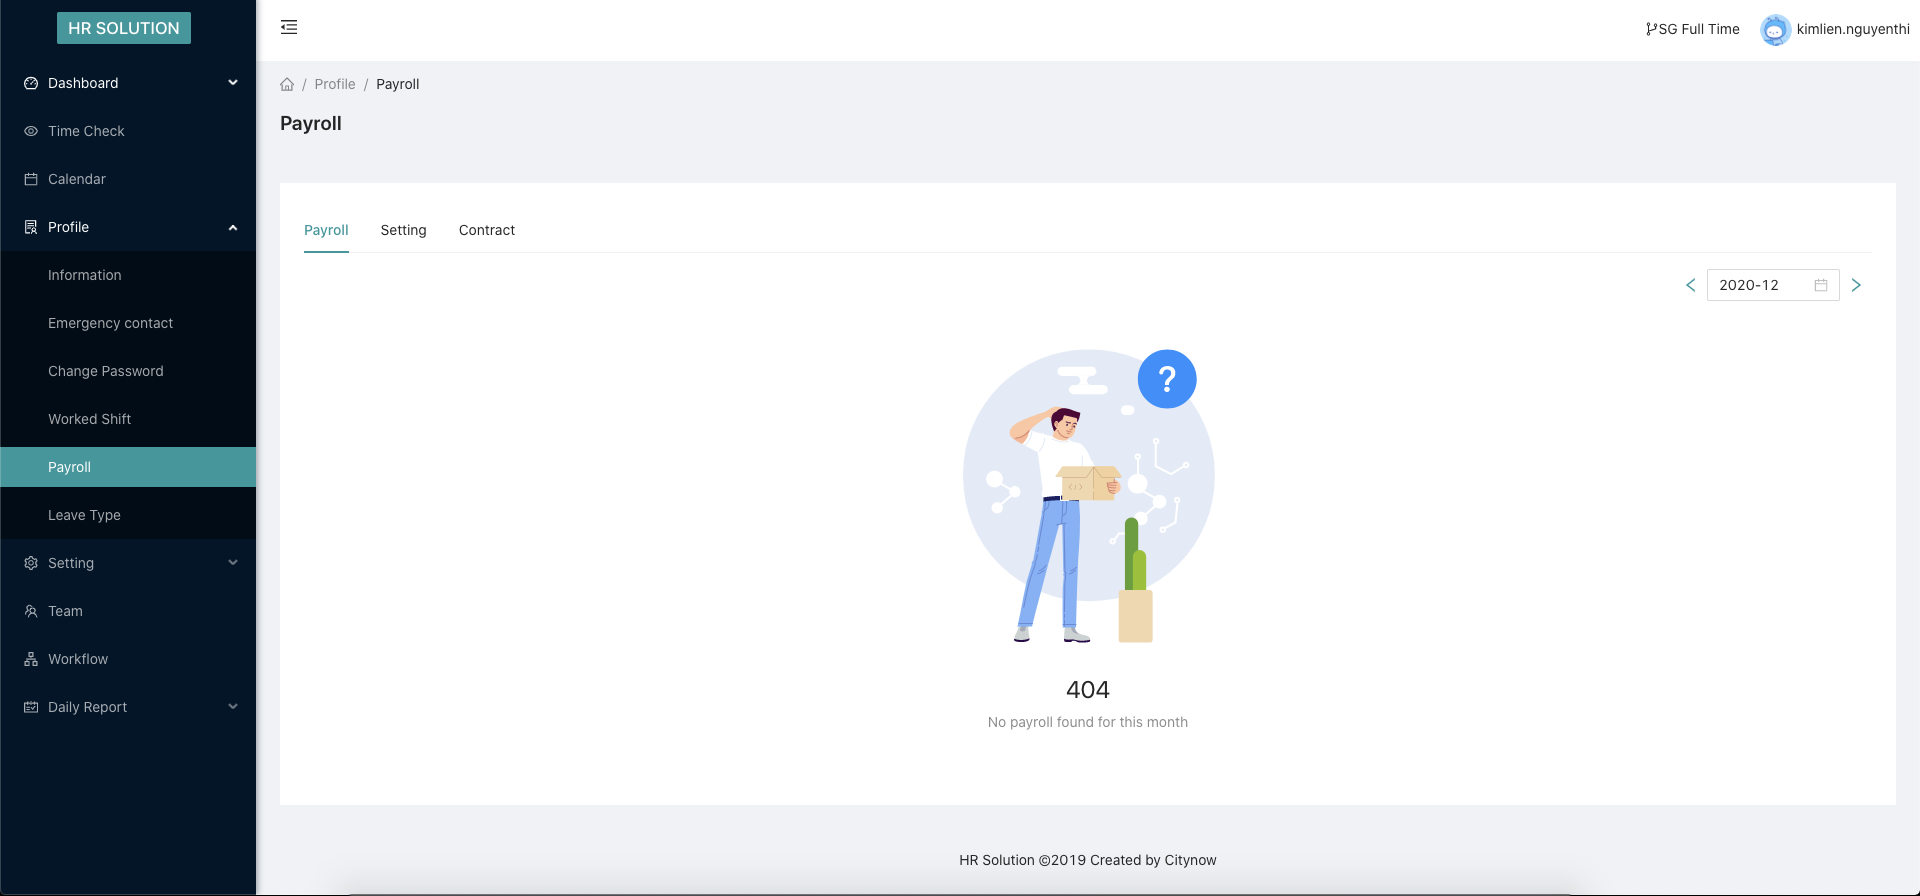 HR SOLUTION
Dashboard
Time Check
Calendar
Profile
Information
Emergency contact
Change Password
Worked Shift
Payroll
Leave Type
Setting
Team
Workflow
Daily Report
SG Full Time
kimlien.nguyenthi
/ Profile / Payroll
Payroll
Payroll Setting Contract
< 2020-12 >
?
</>
404
No payroll found for this month
HR Solution ©2019 Created by Citynow